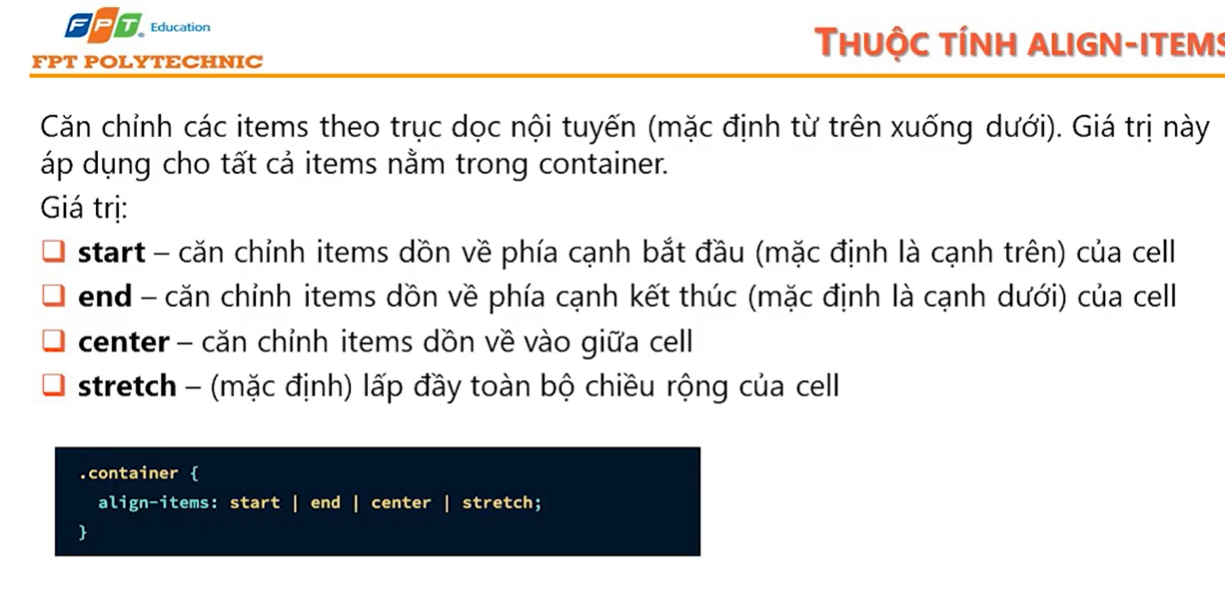 FPT Education
FPT POLYTECHNIC
THUỘC TÍNH ALIGN-ITEMS
Căn chỉnh các items theo trục dọc nội tuyến (mặc định từ trên xuống dưới). Giá trị này
áp dụng cho tất cả items nằm trong container.
Giá trị:
start – căn chỉnh items dồn về phía cạnh bắt đầu (mặc định là cạnh trên) của cell
end – căn chỉnh items dồn về phía cạnh kết thúc (mặc định là cạnh dưới) của cell
center – căn chỉnh items dồn về vào giữa cell
stretch – (mặc định) lấp đầy toàn bộ chiều rộng của cell
.container {
align-items: start | end | center | stretch;
}